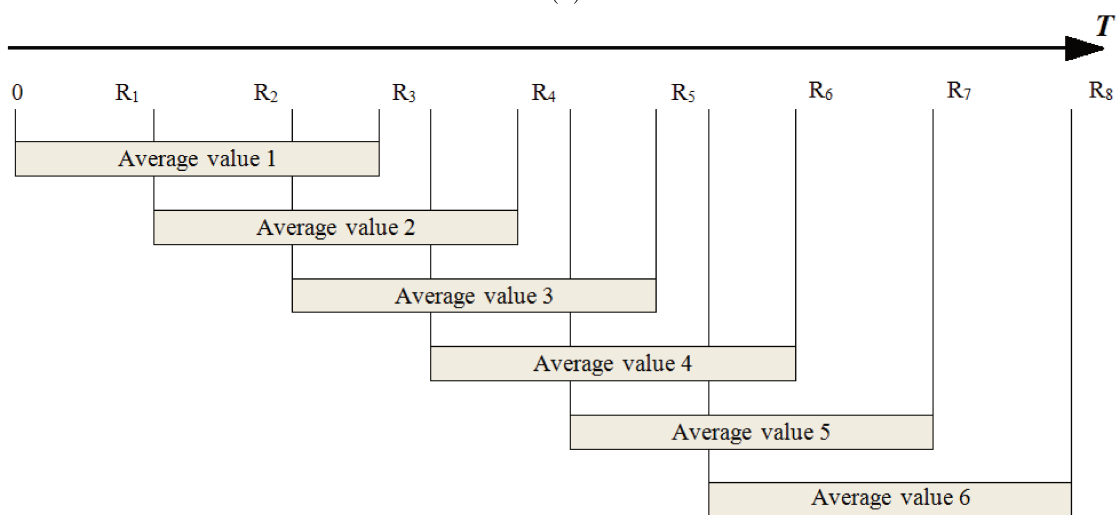 T
0 R₁ R₂ R₃ R₄ R₅ R₆ R₇ R₈
Average value 1
Average value 2
Average value 3
Average value 4
Average value 5
Average value 6